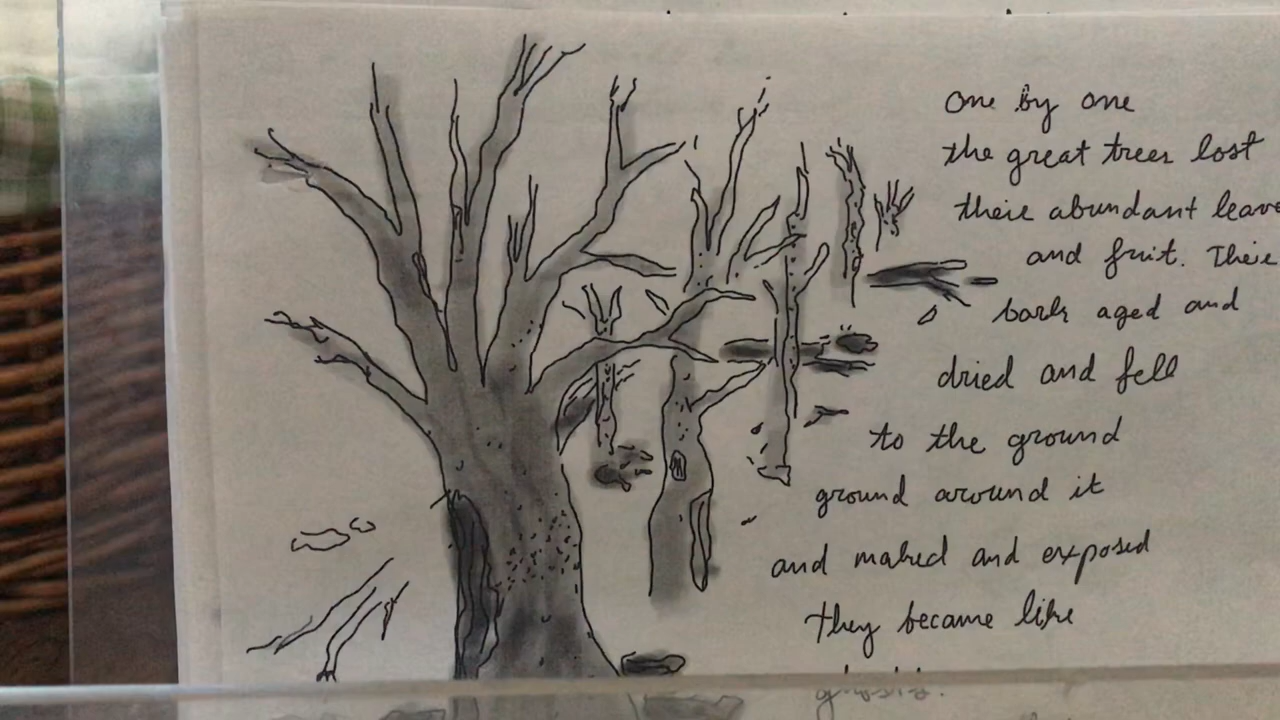 One by one
the great trees lost
their abundant leave
and fruit. Their
bark aged and
dried and fell
to the ground
ground around it
and naked and exposed
they became like
ghosts.